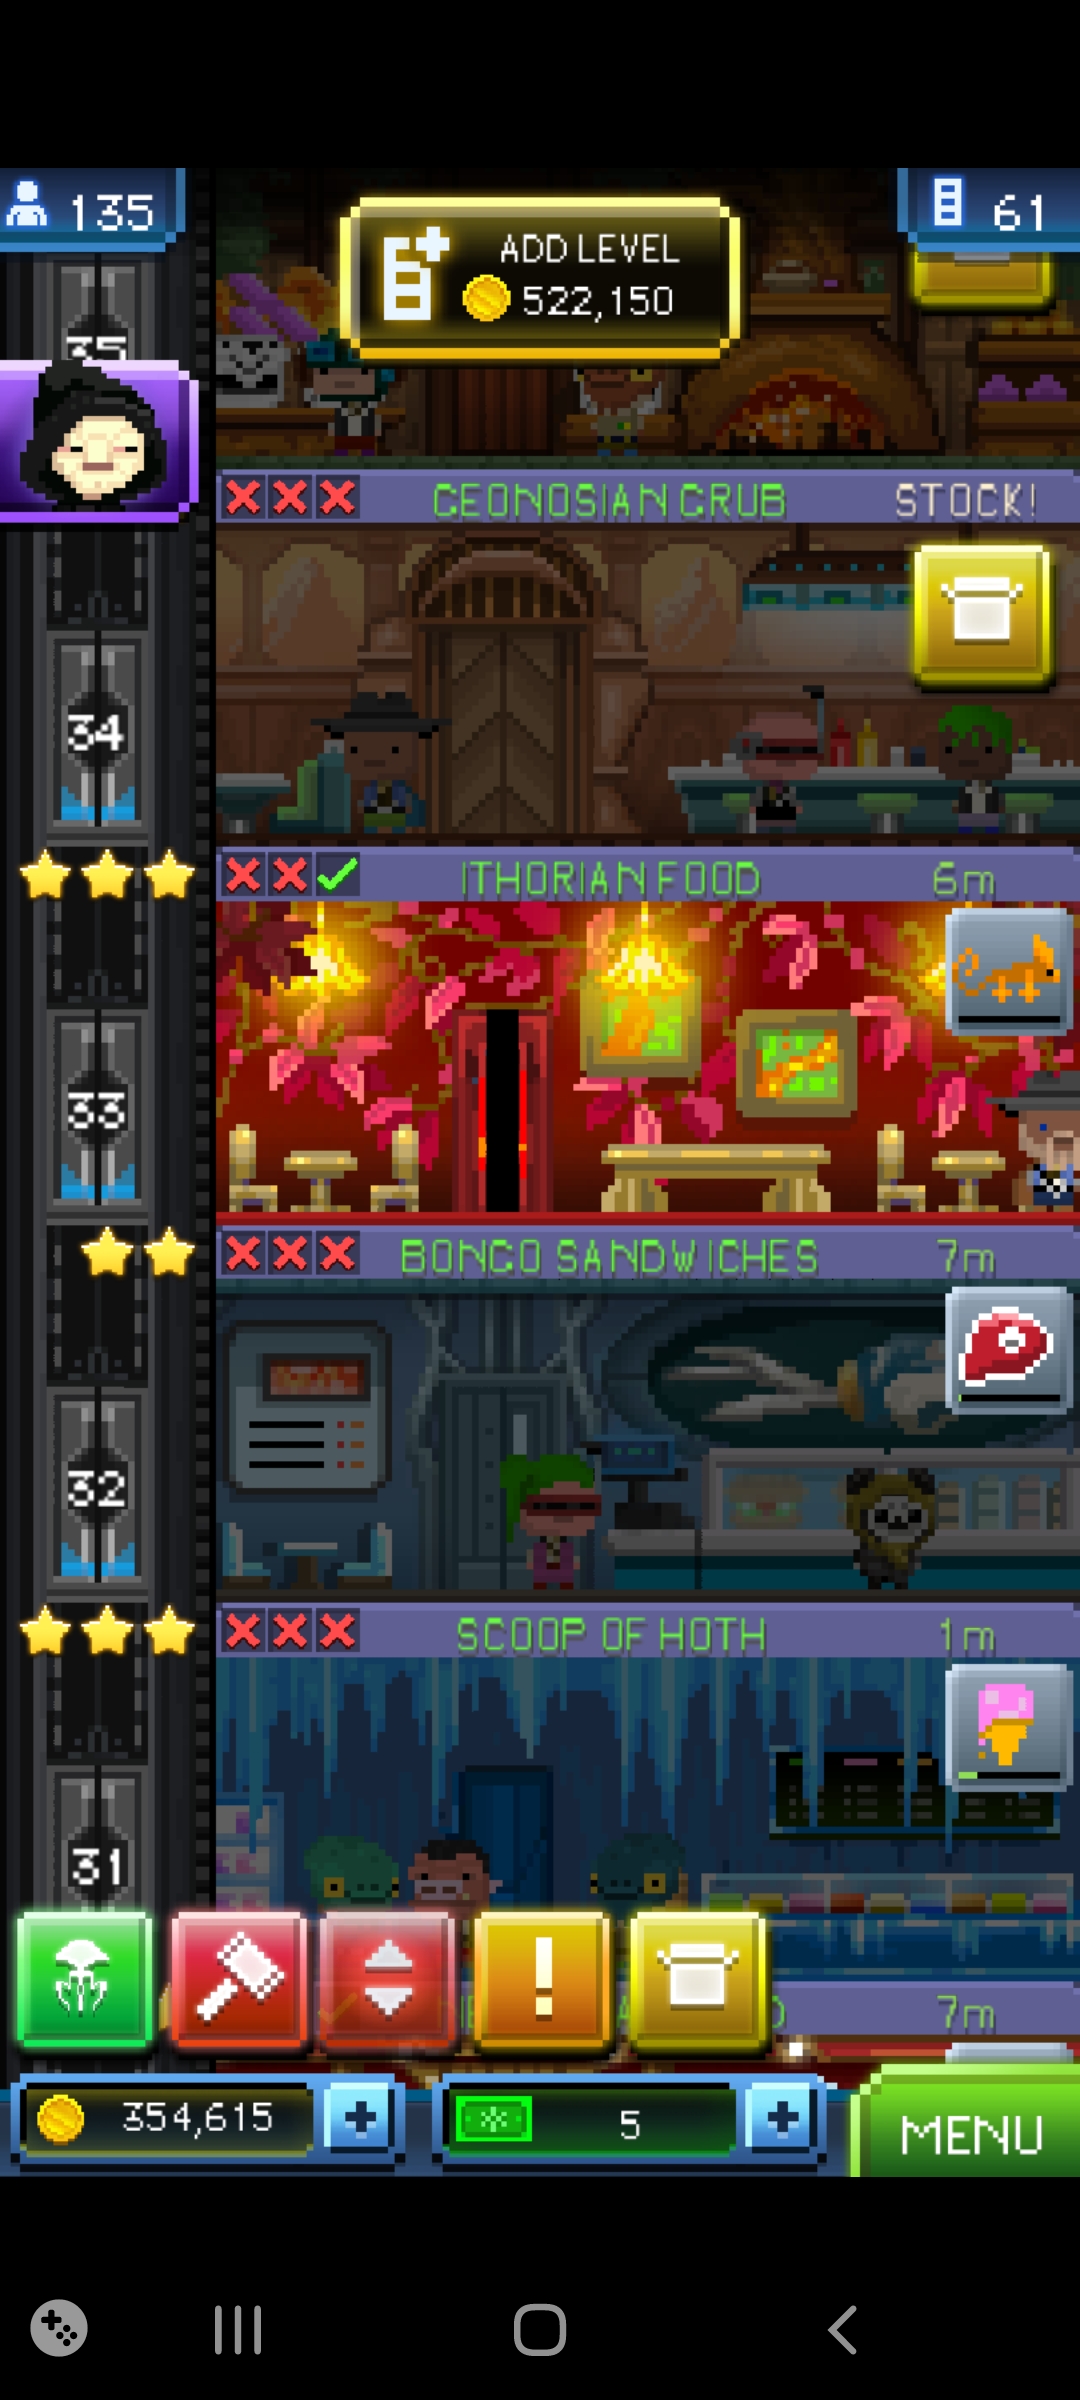 135
ADD LEVEL
522,150
61
35
GEONOSIAN GRUB
STOCK!
34
ITHORIAN FOOD
6m
33
BONGO SANDWICHES
7m
32
SCOOP OF HOTH
1m
31
7m
354,615
5
MENU